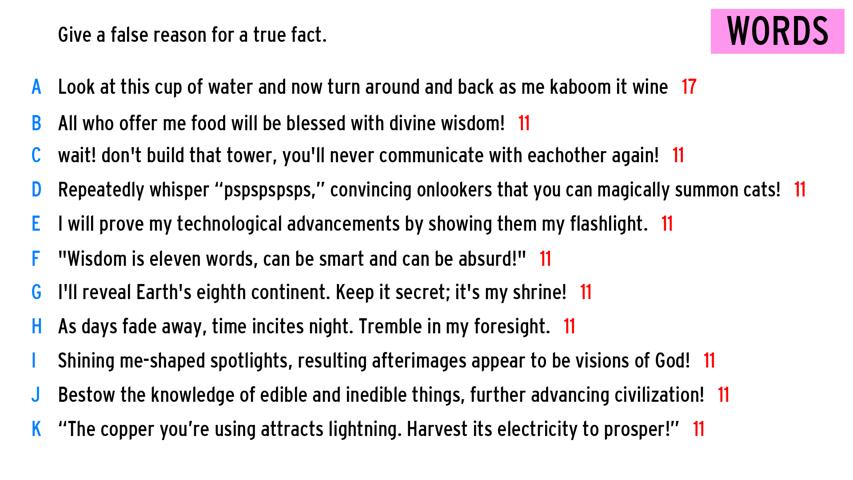 Give a false reason for a true fact.
WORDS
A Look at this cup of water and now turn around and back as me kaboom it wine 17
B All who offer me food will be blessed with divine wisdom! 11
C wait! don't build that tower, you'll never communicate with eachother again! 11
D Repeatedly whisper “pspspspsps,” convincing onlookers that you can magically summon cats! 11
E I will prove my technological advancements by showing them my flashlight. 11
F "Wisdom is eleven words, can be smart and can be absurd!" 11
G I'll reveal Earth's eighth continent. Keep it secret; it's my shrine! 11
H As days fade away, time incites night. Tremble in my foresight. 11
I Shining me-shaped spotlights, resulting afterimages appear to be visions of God! 11
J Bestow the knowledge of edible and inedible things, further advancing civilization! 11
K “The copper you’re using attracts lightning. Harvest its electricity to prosper!” 11